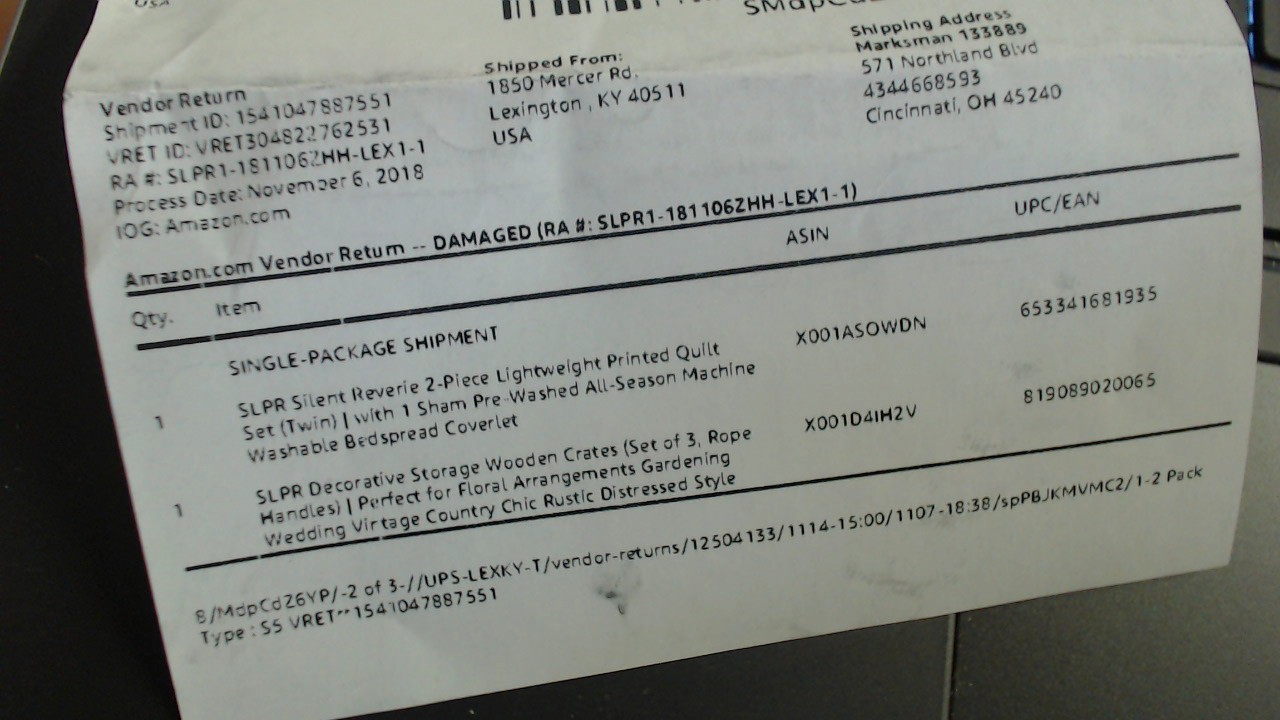 USA
Vendor Return
Shipment ID: 1541047887551
VRET ID: VRET304822762531
RA #: SLPR1-181106ZHH-LEX1-1
Process Date: November 6, 2018
IOG: Amazon.com
Shipped From:
1850 Mercer Rd.
Lexington , KY 40511
USA
Shipping Address
Marksman 133889
571 Northland Blvd
4344668593
Cincinnati, OH 45240
Amazon.com Vendor Return -- DAMAGED (RA #: SLPR1-181106ZHH-LEX1-1)
Qty. Item ASIN UPC/EAN
SINGLE-PACKAGE SHIPMENT
1 SLPR Silent Reverie 2-Piece Lightweight Printed Quilt X001ASOWDN 653341681935
Set (Twin) | with 1 Sham Pre-Washed All-Season Machine
Washable Bedspread Coverlet
1 SLPR Decorative Storage Wooden Crates (Set of 3, Rope X001D4IH2V 819089020065
Handles) | Perfect for Floral Arrangements Gardening
Wedding Vintage Country Chic Rustic Distressed Style
8/MdpCdZ6YP/-2 of 3-//UPS-LEXKY-T/vendor-returns/12504133/1114-15:00/1107-18:38/spPBJKMVMC2/1-2 Pack
Type : S5 VRET**1541047887551